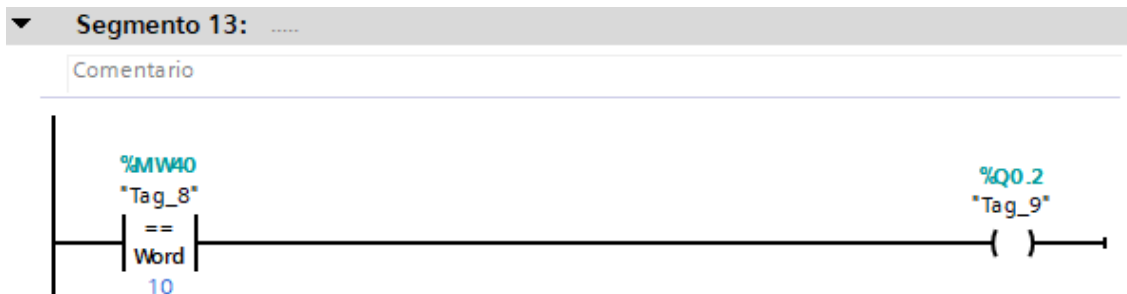 Segmento 13: .....
Comentario
%MW40
"Tag_8"
==
Word
10
%Q0.2
"Tag_9"